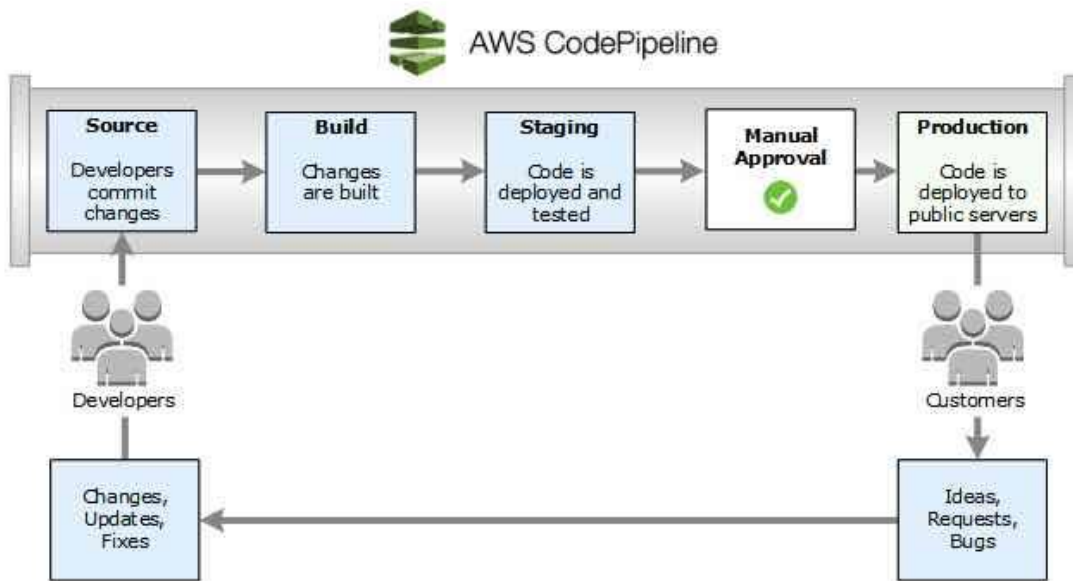 AWS CodePipeline
Source
Developers
commit
changes
Build
Changes
are built
Staging
Code is
deployed and
tested
Manual
Approval
Production
Code is
deployed to
public servers
Developers
Customers
Changes,
Updates,
Fixes
Ideas,
Requests,
Bugs